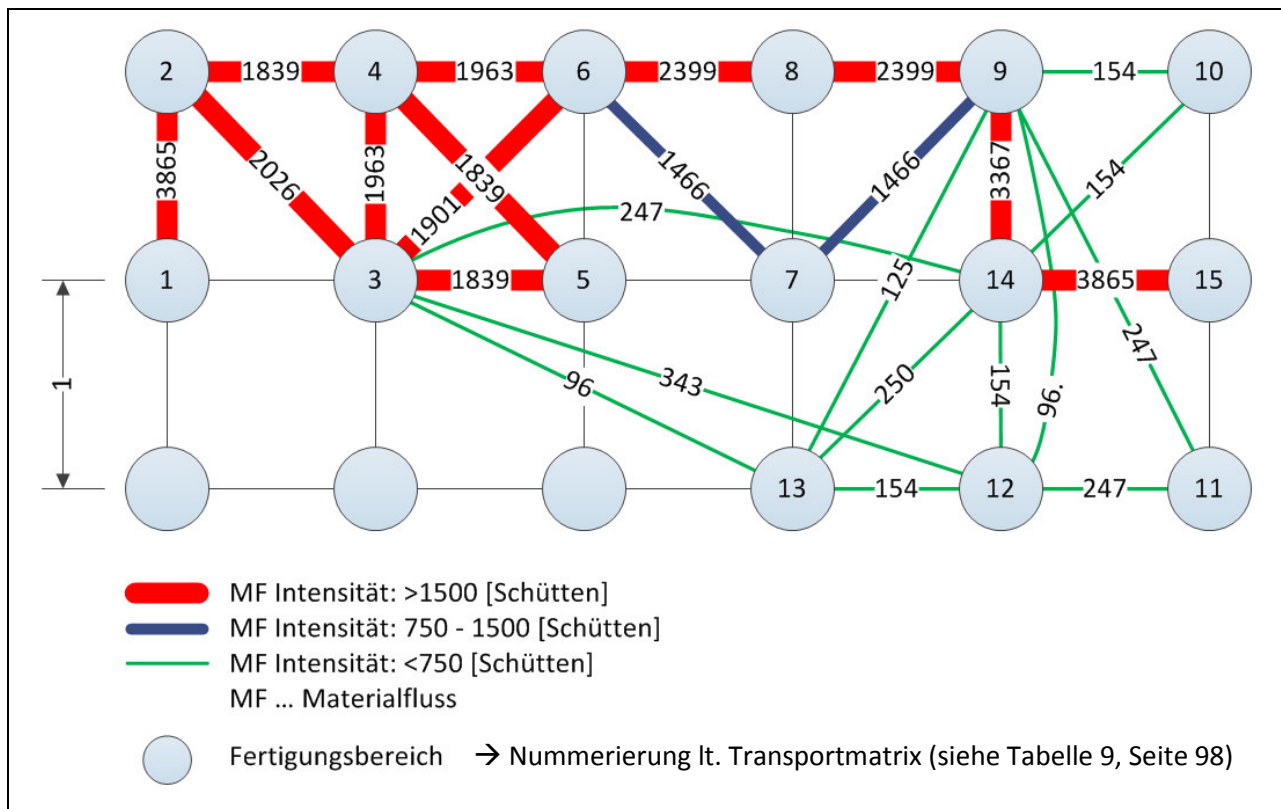 2 1839 4 1963 6 2399 8 2399 9 154 10
3865 2026 1963 1901 1839 1466 1466 3367 154
247
125
1 3 1839 5 7 14 3865 15
1
96 343 250 154 96. 247
13 154 12 247 11
MF Intensität: >1500 [Schütten]
MF Intensität: 750 - 1500 [Schütten]
MF Intensität: <750 [Schütten]
MF ... Materialfluss
Fertigungsbereich → Nummerierung lt. Transportmatrix (siehe Tabelle 9, Seite 98)